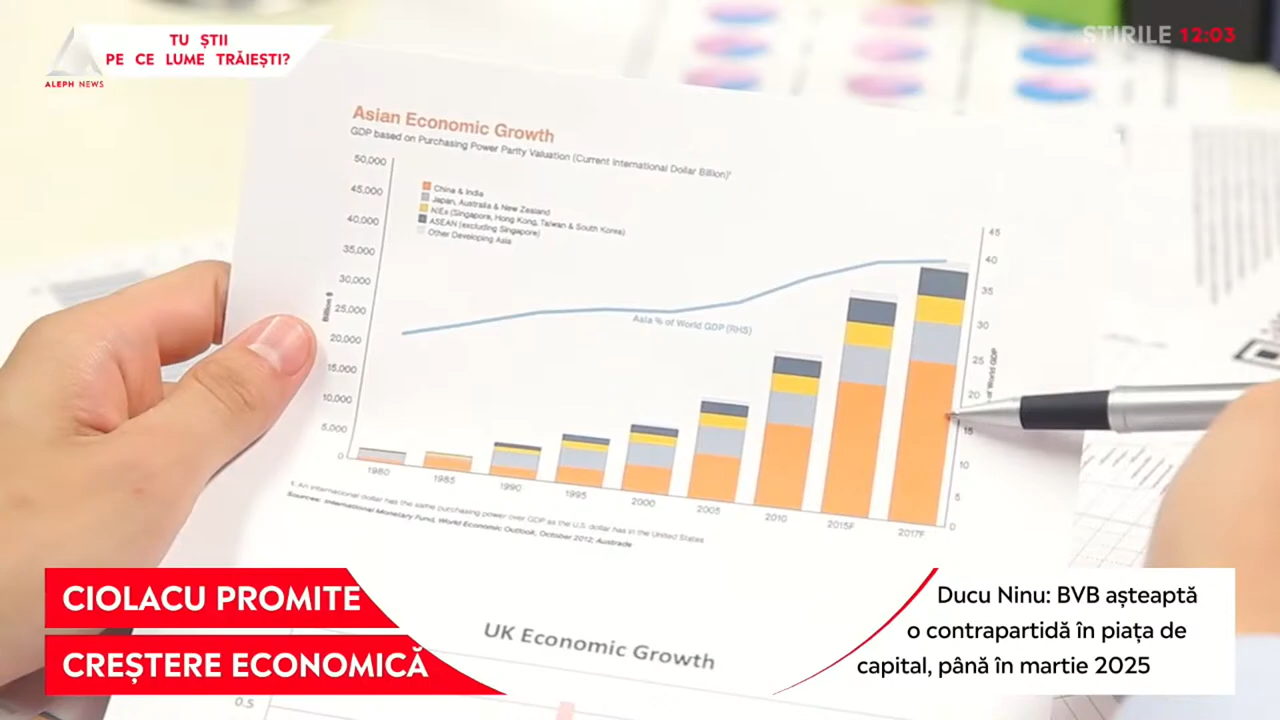 TU ȘTII
PE CE LUME TRĂIEȘTI?
ALEPH NEWS
ȘTIRILE 12:03
Asian Economic Growth
GDP based on Purchasing Power Parity Valuation (Current International Dollar Billion)¹
50,000
45,000
40,000
35,000
30,000
25,000
20,000
15,000
10,000
5,000
0
Billion $
China & India
Japan, Australia & New Zealand
NIEs (Singapore, Hong Kong, Taiwan & South Korea)
ASEAN (excluding Singapore)
Other Developing Asia
Asia % of World GDP (RHS)
45
40
35
30
25
20
15
10
5
0
of World GDP
1980
1985
1990
1995
2000
2005
2010
2015F
2017F
1. An international dollar has the same purchasing power over GDP as the U.S. dollar has in the United States
Sources: International Monetary Fund, World Economic Outlook, October 2012; Austrade
UK Economic Growth
0.5
CIOLACU PROMITE
CREȘTERE ECONOMICĂ
Ducu Ninu: BVB așteaptă
o contrapartidă în piața de
capital, până în martie 2025